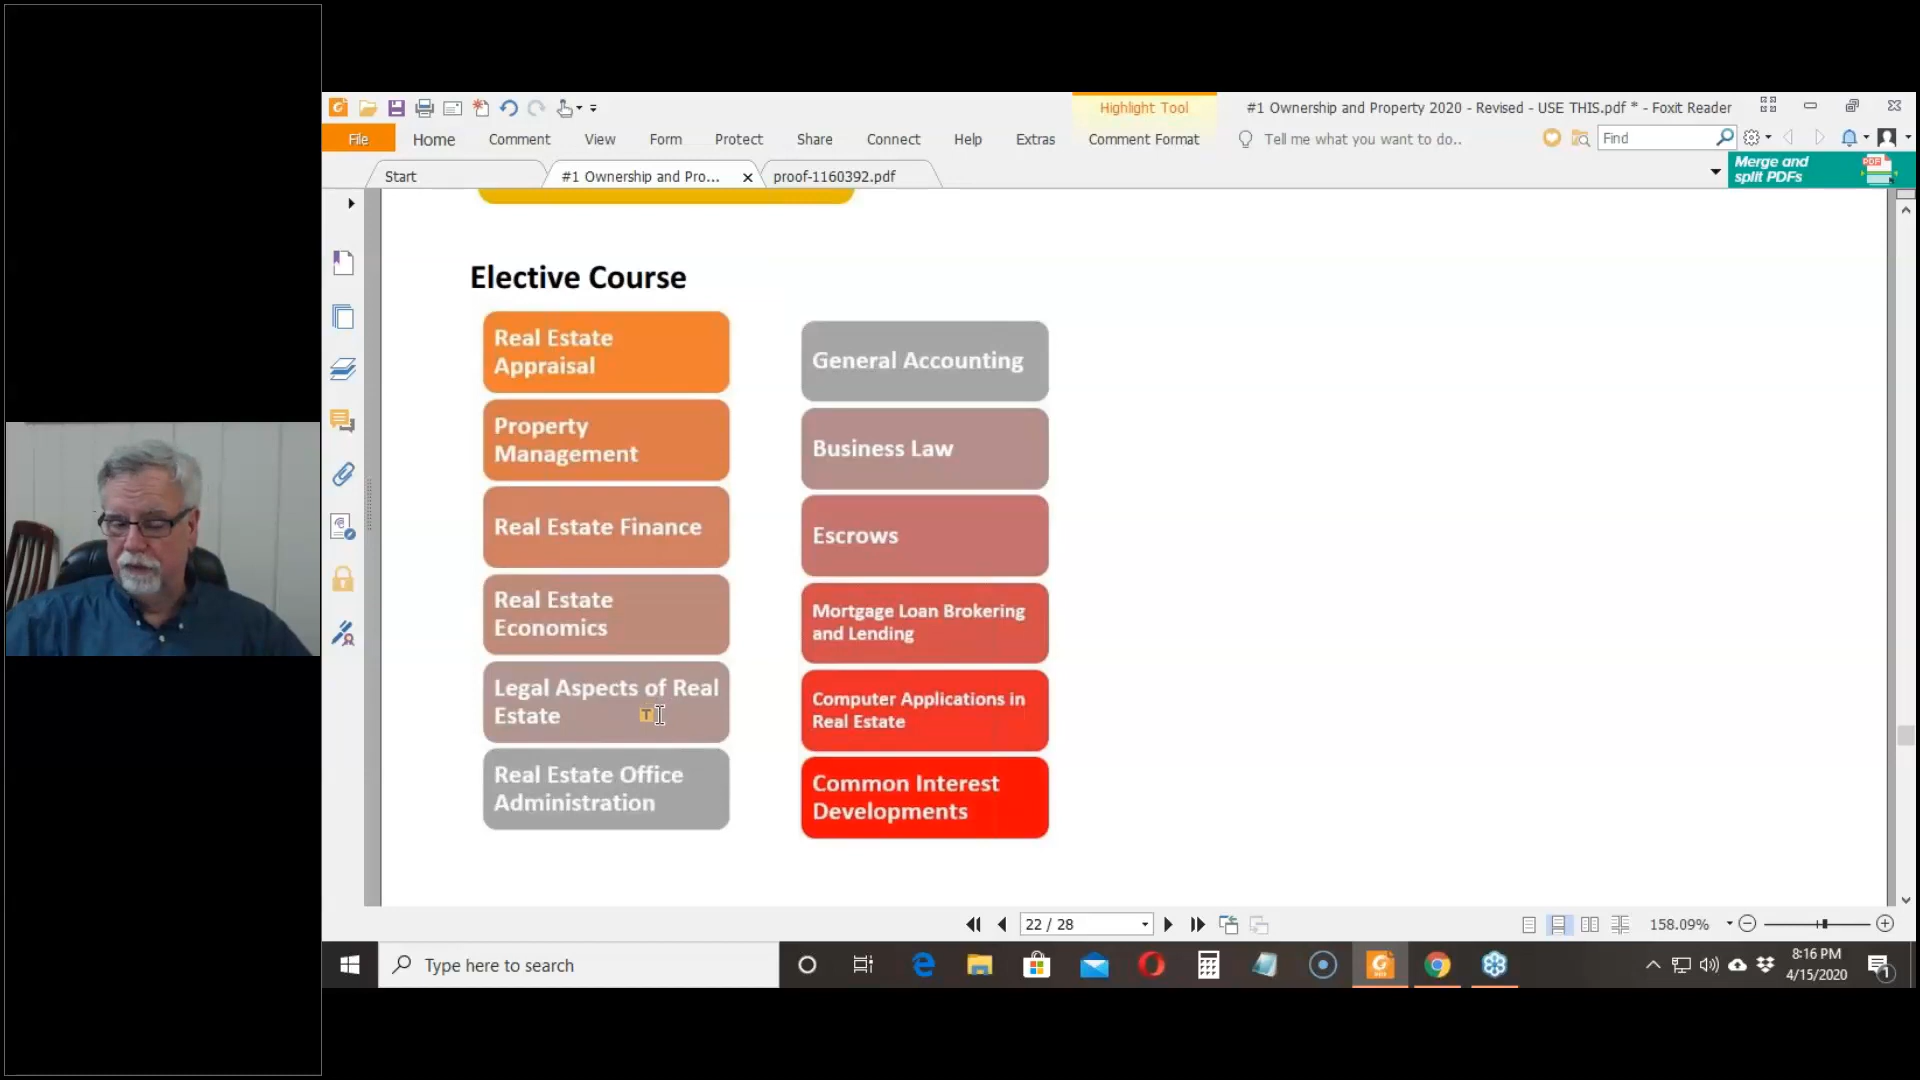 Highlight Tool
#1 Ownership and Property 2020 - Revised - USE THIS.pdf * - Foxit Reader
File Home Comment View Form Protect Share Connect Help Extras Comment Format Tell me what you want to do.. Find
Start #1 Ownership and Pro... proof-1160392.pdf
Merge and
split PDFs
PDF
Elective Course
Real Estate
Appraisal
Property
Management
Real Estate Finance
Real Estate
Economics
Legal Aspects of Real
Estate
T
Real Estate Office
Administration
General Accounting
Business Law
Escrows
Mortgage Loan Brokering
and Lending
Computer Applications in
Real Estate
Common Interest
Developments
22 / 28
158.09%
Type here to search
8:16 PM
4/15/2020
1